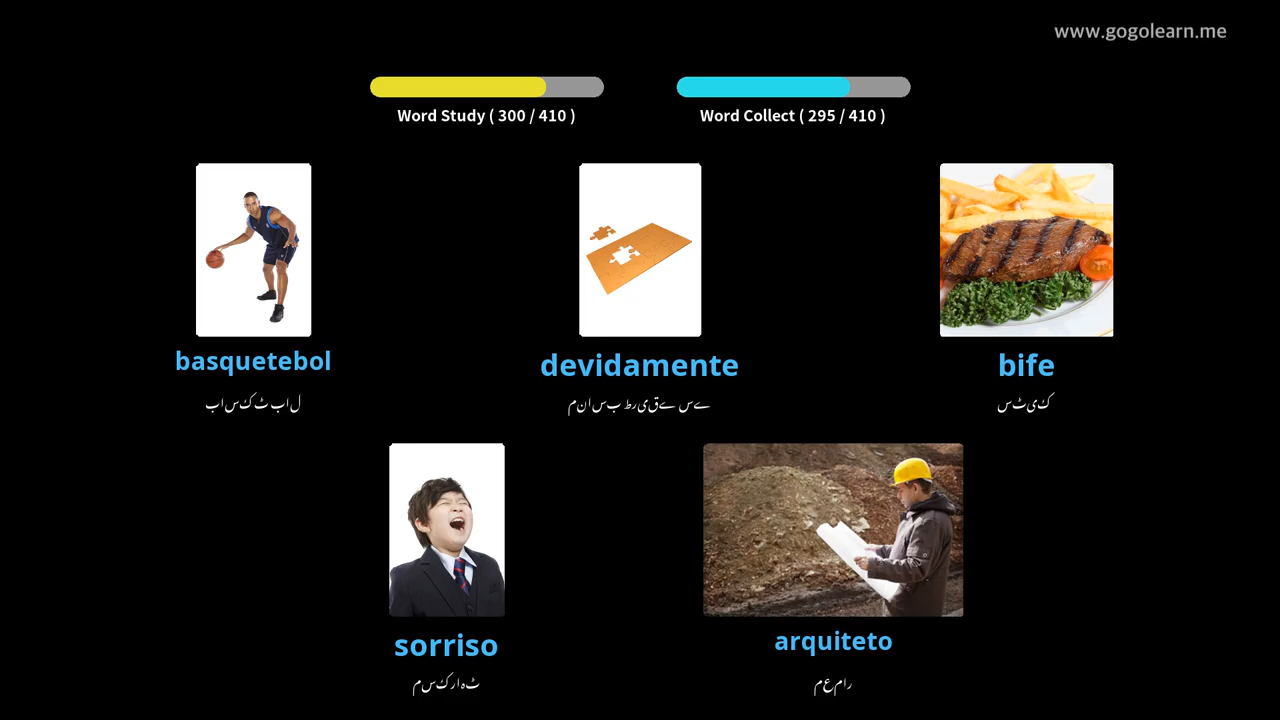 www.gogolearn.me
Word Study ( 300 / 410 )
Word Collect ( 295 / 410 )
basquetebol
devidamente
bife
باسکٹ بال
مناسب طریقے سے
سٹیک
sorriso
arquiteto
مسکراہٹ
معمار